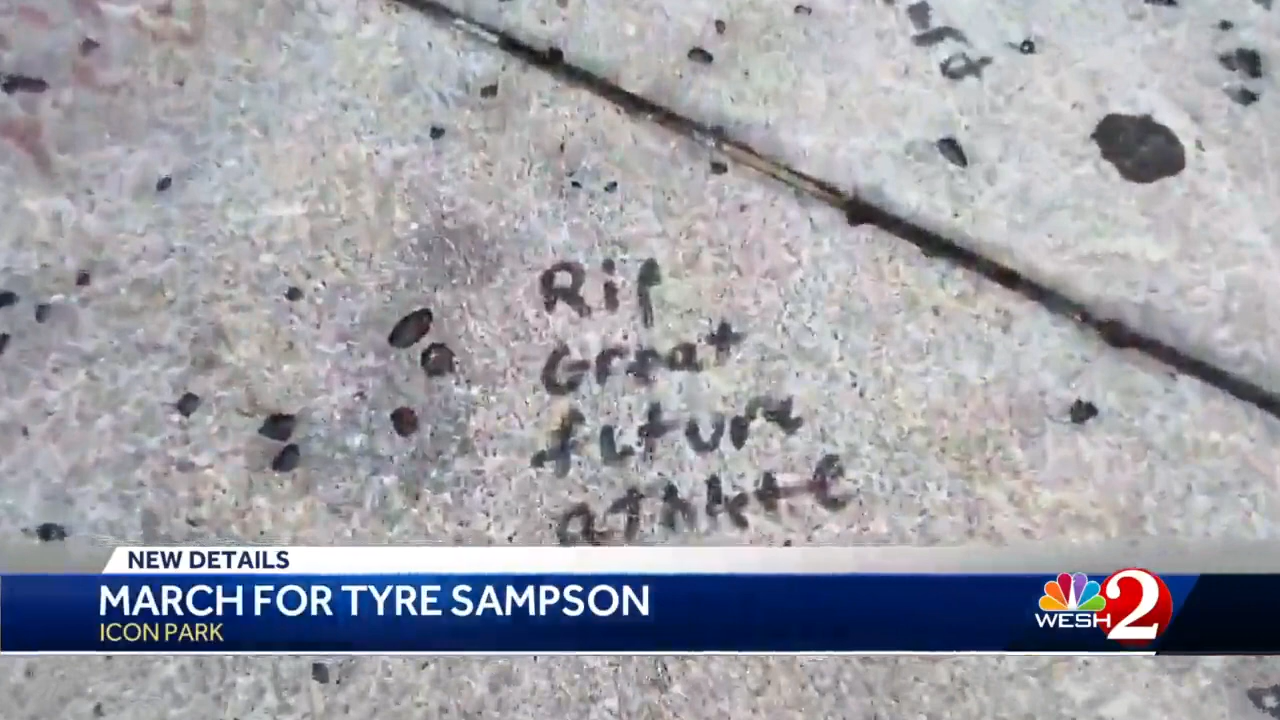 Rip
Great
future
athlete
NEW DETAILS
MARCH FOR TYRE SAMPSON
ICON PARK
WESH 2